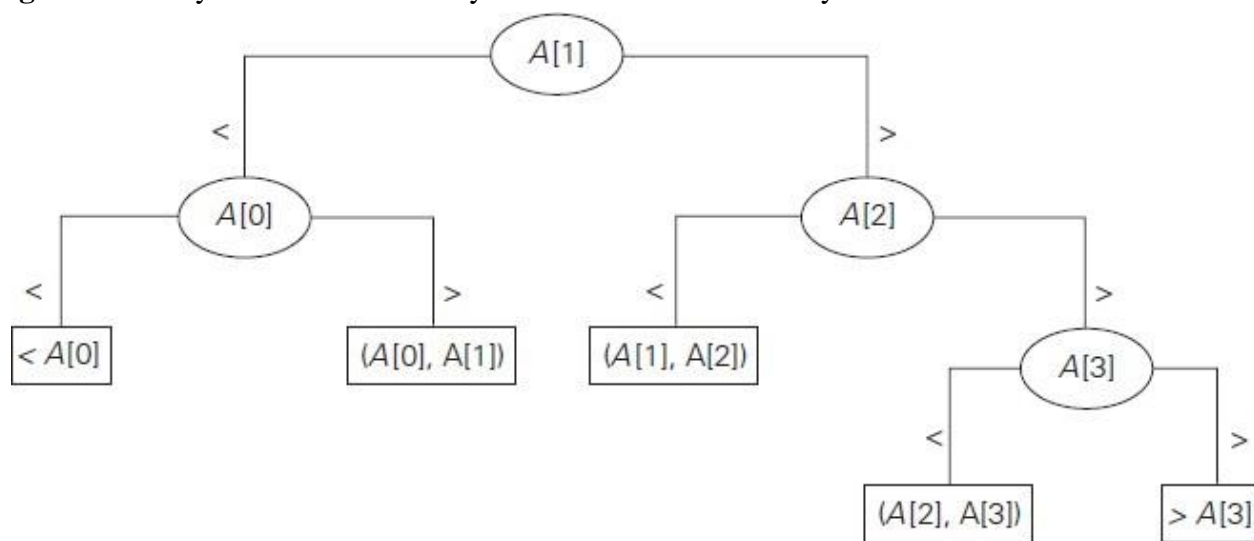 A[1]
< >
A[0] A[2]
< > < >
< A[0] (A[0], A[1]) (A[1], A[2]) A[3]
< >
(A[2], A[3]) > A[3]